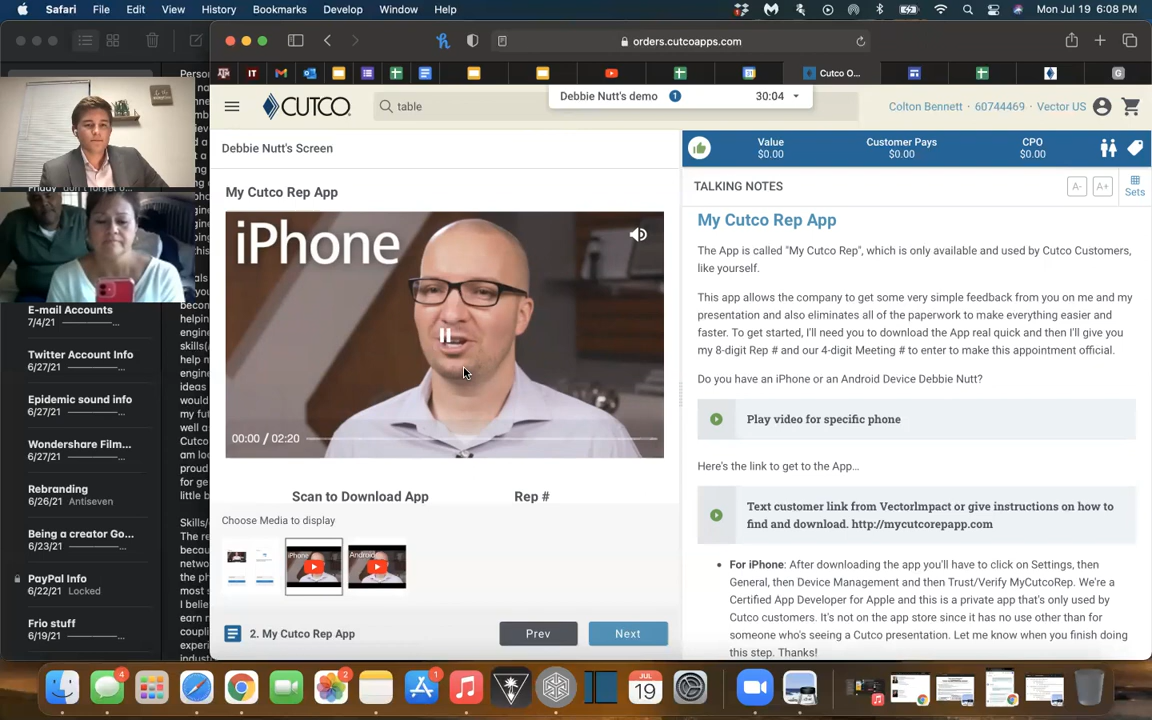 Safari File Edit View History Bookmarks Develop Window Help
Mon Jul 19 6:08 PM
orders.cutcoapps.com
Cutco O...
CUTCO
table
Debbie Nutt's demo 1 30:04
Colton Bennett · 60744469 · Vector US
Debbie Nutt's Screen
My Cutco Rep App
iPhone
00:00 / 02:20
Scan to Download App
Rep #
Choose Media to display
iPhone
Android
2. My Cutco Rep App
Prev
Next
Value
$0.00
Customer Pays
$0.00
CPO
$0.00
TALKING NOTES
A-
A+
Sets
My Cutco Rep App
The App is called "My Cutco Rep", which is only available and used by Cutco Customers,
like yourself.
This app allows the company to get some very simple feedback from you on me and my
presentation and also eliminates all of the paperwork to make everything easier and
faster. To get started, I'll need you to download the App real quick and then I'll give you
my 8-digit Rep # and our 4-digit Meeting # to enter to make this appointment official.
Do you have an iPhone or an Android Device Debbie Nutt?
Play video for specific phone
Here's the link to get to the App...
Text customer link from VectorImpact or give instructions on how to
find and download. http://mycutcorepapp.com
For iPhone: After downloading the app you'll have to click on Settings, then
General, then Device Management and then Trust/Verify MyCutcoRep. We're a
Certified App Developer for Apple and this is a private app that's only used by
Cutco customers. It's not on the app store since it has no use other than for
someone who's seeing a Cutco presentation. Let me know when you finish doing
this step. Thanks!
E-mail Accounts
7/4/21
Twitter Account Info
6/27/21
Epidemic sound info
6/27/21
Wondershare Film...
6/27/21
Rebranding
6/26/21 Antiseven
Being a creator Go...
6/23/21
PayPal Info
6/22/21 Locked
Frio stuff
6/19/21
4
2
1
JUL
19